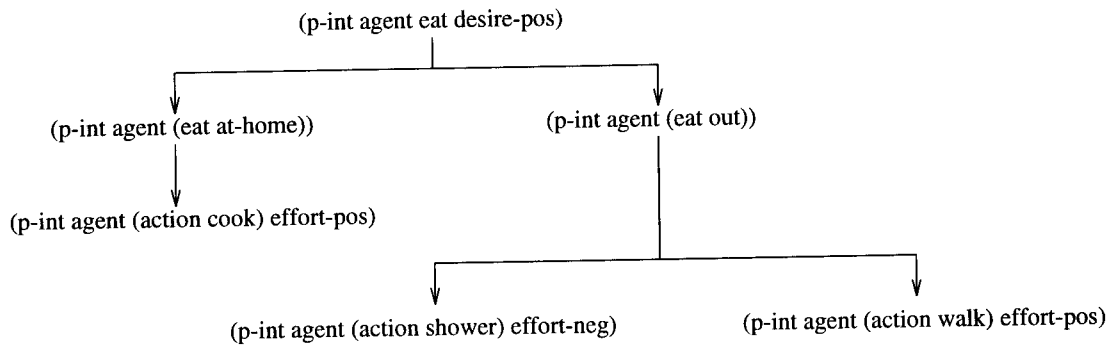 (p-int agent eat desire-pos)
(p-int agent (eat at-home))
(p-int agent (eat out))
(p-int agent (action cook) effort-pos)
(p-int agent (action shower) effort-neg)
(p-int agent (action walk) effort-pos)